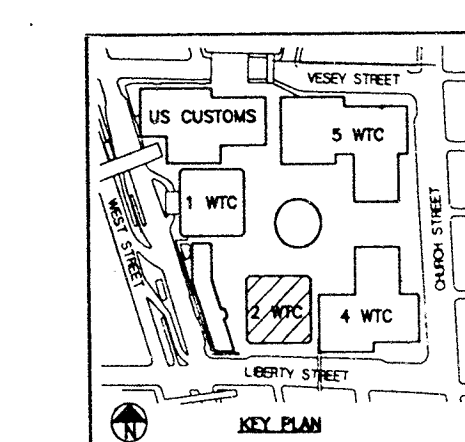 VESEY STREET
US CUSTOMS
5 WTC
1 WTC
WEST STREET
CHURCH STREET
2 WTC
4 WTC
LIBERTY STREET
N
KEY PLAN